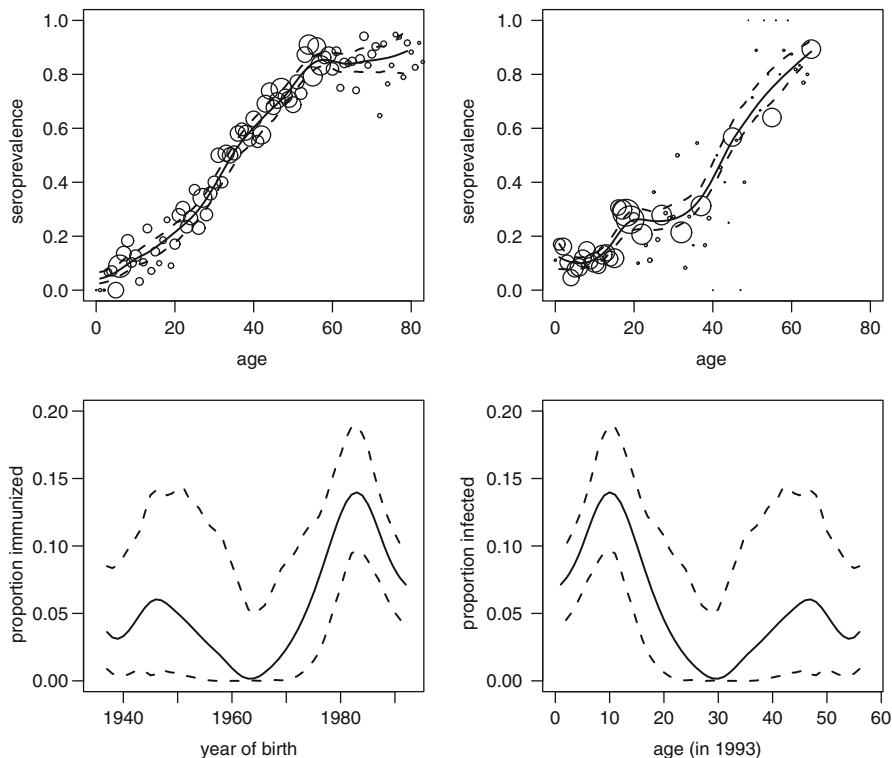 1.0
0.8
0.6
0.4
0.2
0.0
seroprevalence
0 20 40 60 80
age
1.0
0.8
0.6
0.4
0.2
0.0
seroprevalence
0 20 40 60 80
age
0.20
0.15
0.10
0.05
0.00
proportion immunized
1940 1960 1980
year of birth
0.20
0.15
0.10
0.05
0.00
proportion infected
0 10 20 30 40 50 60
age (in 1993)